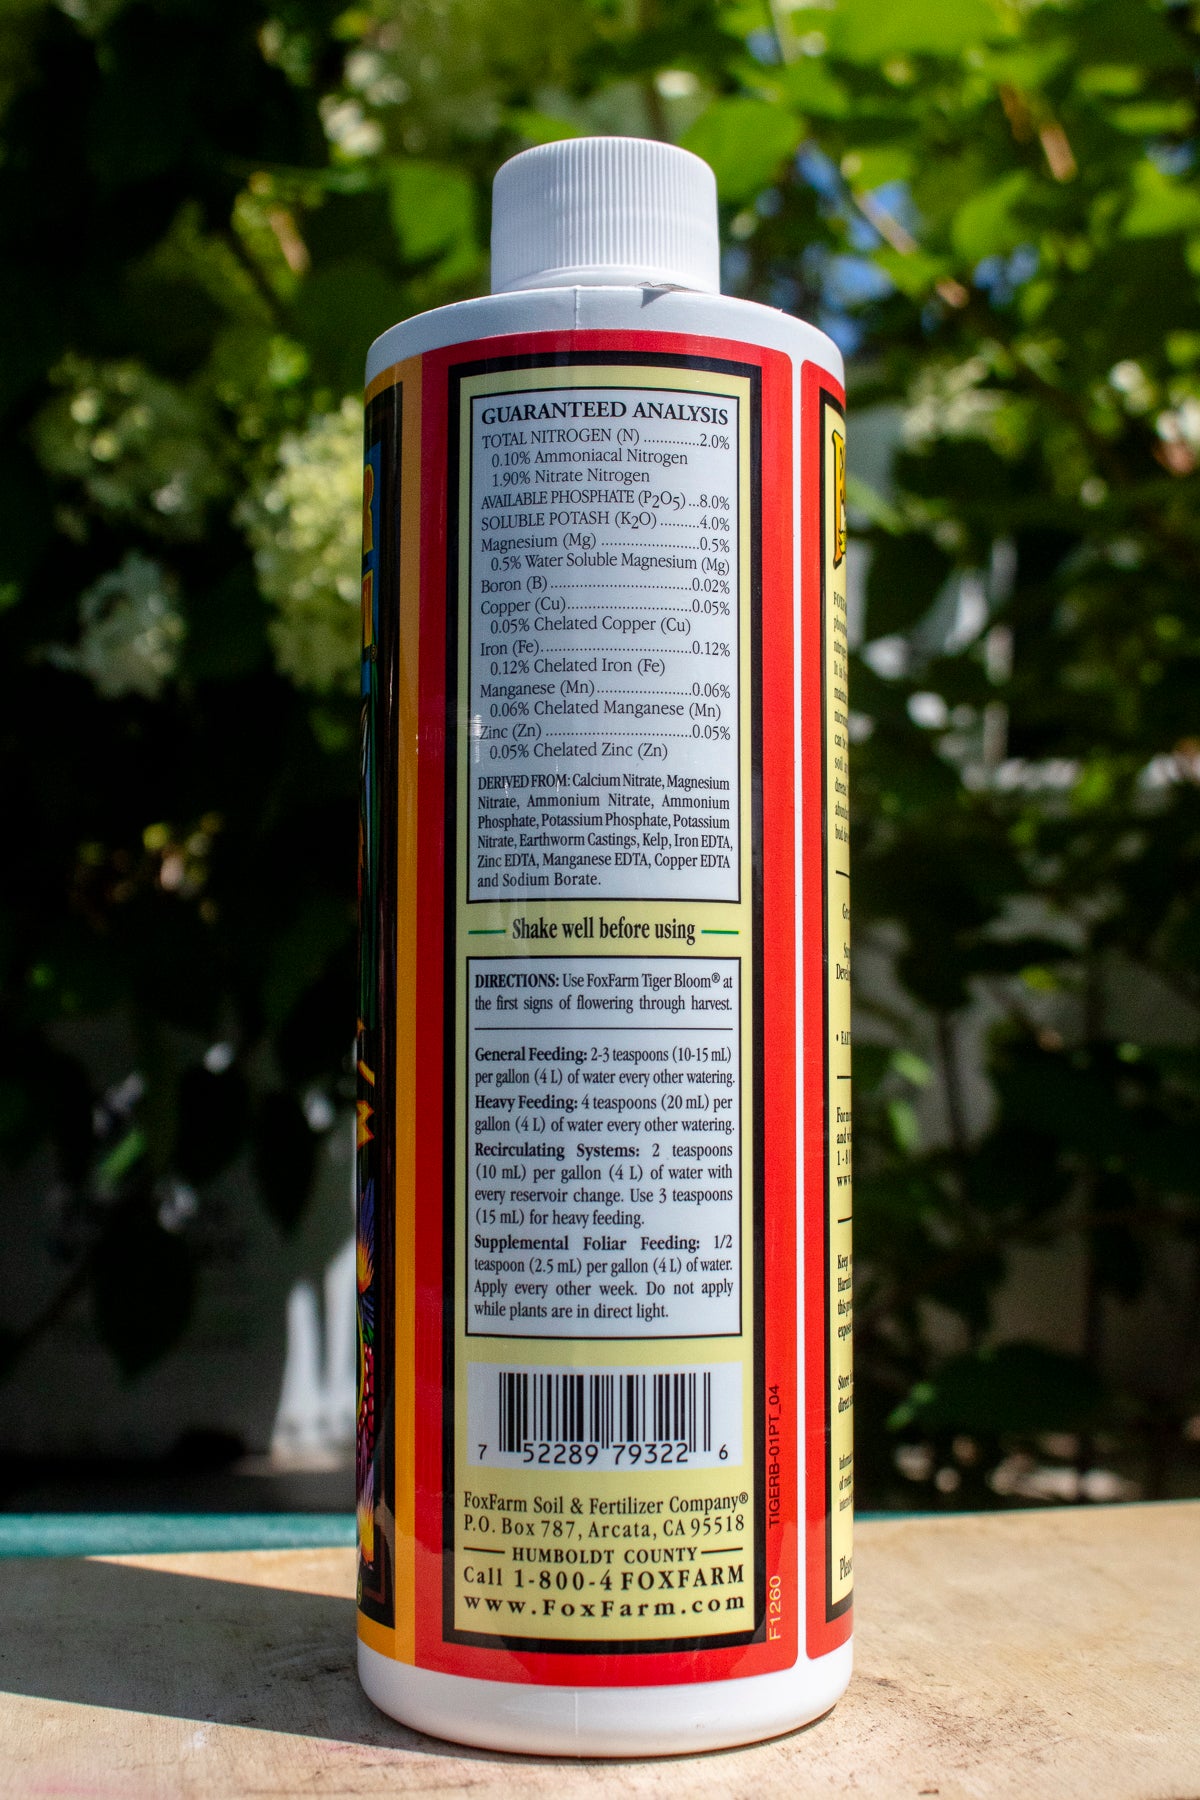 GUARANTEED ANALYSIS
TOTAL NITROGEN (N) .............2.0%
0.10% Ammoniacal Nitrogen
1.90% Nitrate Nitrogen
AVAILABLE PHOSPHATE (P2O5)...8.0%
SOLUBLE POTASH (K2O) .........4.0%
Magnesium (Mg) ......................0.5%
0.5% Water Soluble Magnesium (Mg)
Boron (B)................................0.02%
Copper (Cu)............................0.05%
0.05% Chelated Copper (Cu)
Iron (Fe)..................................0.12%
0.12% Chelated Iron (Fe)
Manganese (Mn).....................0.06%
0.06% Chelated Manganese (Mn)
Zinc (Zn) .................................0.05%
0.05% Chelated Zinc (Zn)
DERIVED FROM: Calcium Nitrate, Magnesium
Nitrate, Ammonium Nitrate, Ammonium
Phosphate, Potassium Phosphate, Potassium
Nitrate, Earthworm Castings, Kelp, Iron EDTA,
Zinc EDTA, Manganese EDTA, Copper EDTA
and Sodium Borate.
Shake well before using
DIRECTIONS: Use FoxFarm Tiger Bloom® at
the first signs of flowering through harvest.
General Feeding: 2-3 teaspoons (10-15 mL)
per gallon (4 L) of water every other watering.
Heavy Feeding: 4 teaspoons (20 mL) per
gallon (4 L) of water every other watering.
Recirculating Systems: 2 teaspoons
(10 mL) per gallon (4 L) of water with
every reservoir change. Use 3 teaspoons
(15 mL) for heavy feeding.
Supplemental Foliar Feeding: 1/2
teaspoon (2.5 mL) per gallon (4 L) of water.
Apply every other week. Do not apply
while plants are in direct light.
7 52289 79322 6
FoxFarm Soil & Fertilizer Company®
P.O. Box 787, Arcata, CA 95518
HUMBOLDT COUNTY
Call 1-800-4 FOXFARM
www.FoxFarm.com
F1260 TIGERB-01PT_04